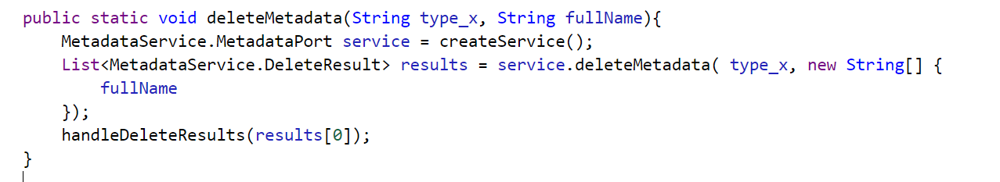 public static void deleteMetadata(String type_x, String fullName){
    MetadataService.MetadataPort service = createService();
    List<MetadataService.DeleteResult> results = service.deleteMetadata( type_x, new String[] {
        fullName
    });
    handleDeleteResults(results[0]);
}